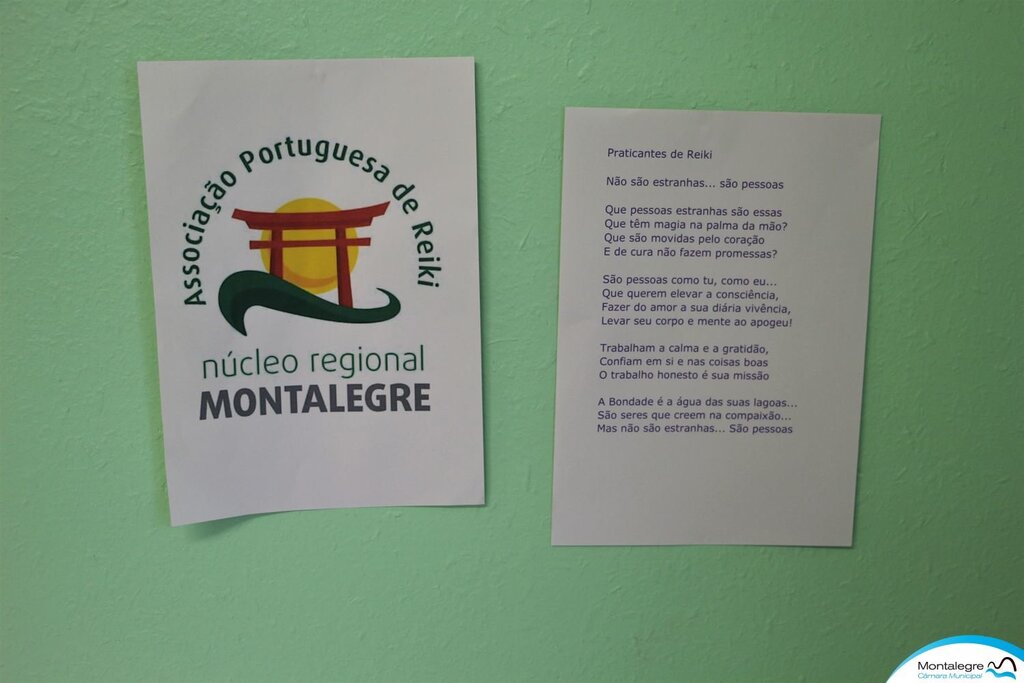 Associação Portuguesa de Reiki
núcleo regional
MONTALEGRE
Praticantes de Reiki
Não são estranhas... são pessoas
Que pessoas estranhas são essas
Que têm magia na palma da mão?
Que são movidas pelo coração
E de cura não fazem promessas?
São pessoas como tu, como eu...
Que querem elevar a consciência,
Fazer do amor a sua diária vivência,
Levar seu corpo e mente ao apogeu!
Trabalham a calma e a gratidão,
Confiam em si e nas coisas boas
O trabalho honesto é sua missão
A Bondade é a água das suas lagoas...
São seres que creem na compaixão...
Mas não são estranhas... São pessoas
Montalegre
Câmara Municipal